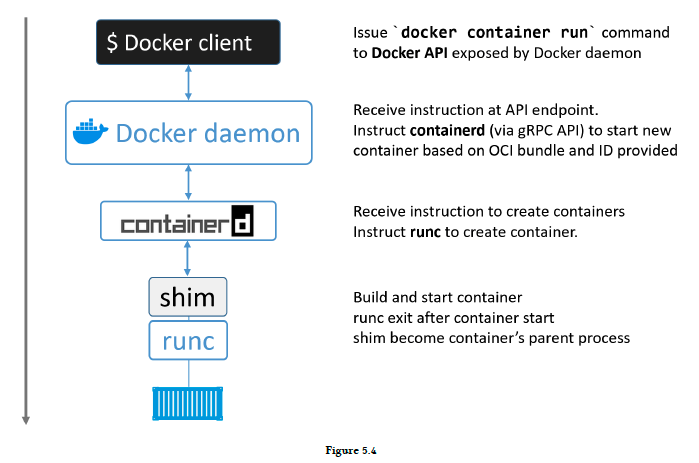 $ Docker client
Issue `docker container run` command
to Docker API exposed by Docker daemon
Docker daemon
Receive instruction at API endpoint.
Instruct containerd (via gRPC API) to start new
container based on OCI bundle and ID provided
containerd
Receive instruction to create containers
Instruct runc to create container.
shim
runc
Build and start container
runc exit after container start
shim become container’s parent process
Figure 5.4